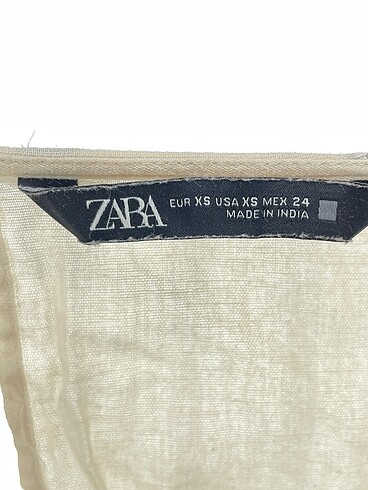 ZARA
EUR XS USA XS MEX 24
MADE IN INDIA